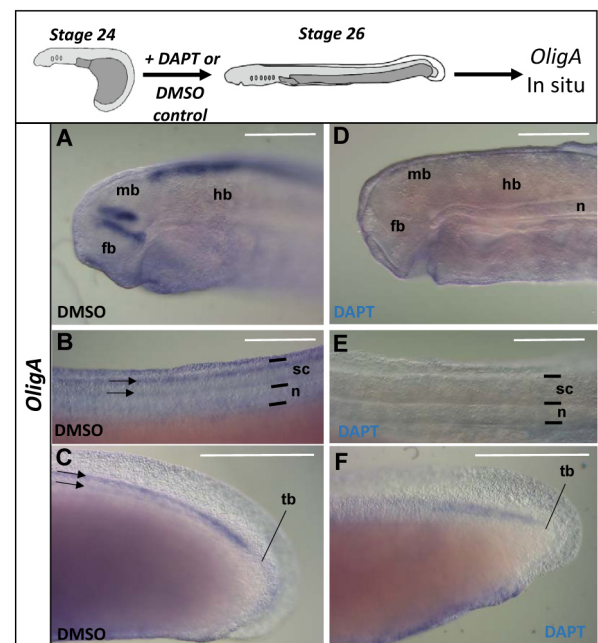 Stage 24
+ DAPT or
DMSO
control
Stage 26
OligA
In situ
OligA
A
mb
hb
fb
DMSO
D
mb
hb
n
fb
DAPT
B
sc
n
DMSO
E
sc
n
DAPT
C
tb
DMSO
F
tb
DAPT